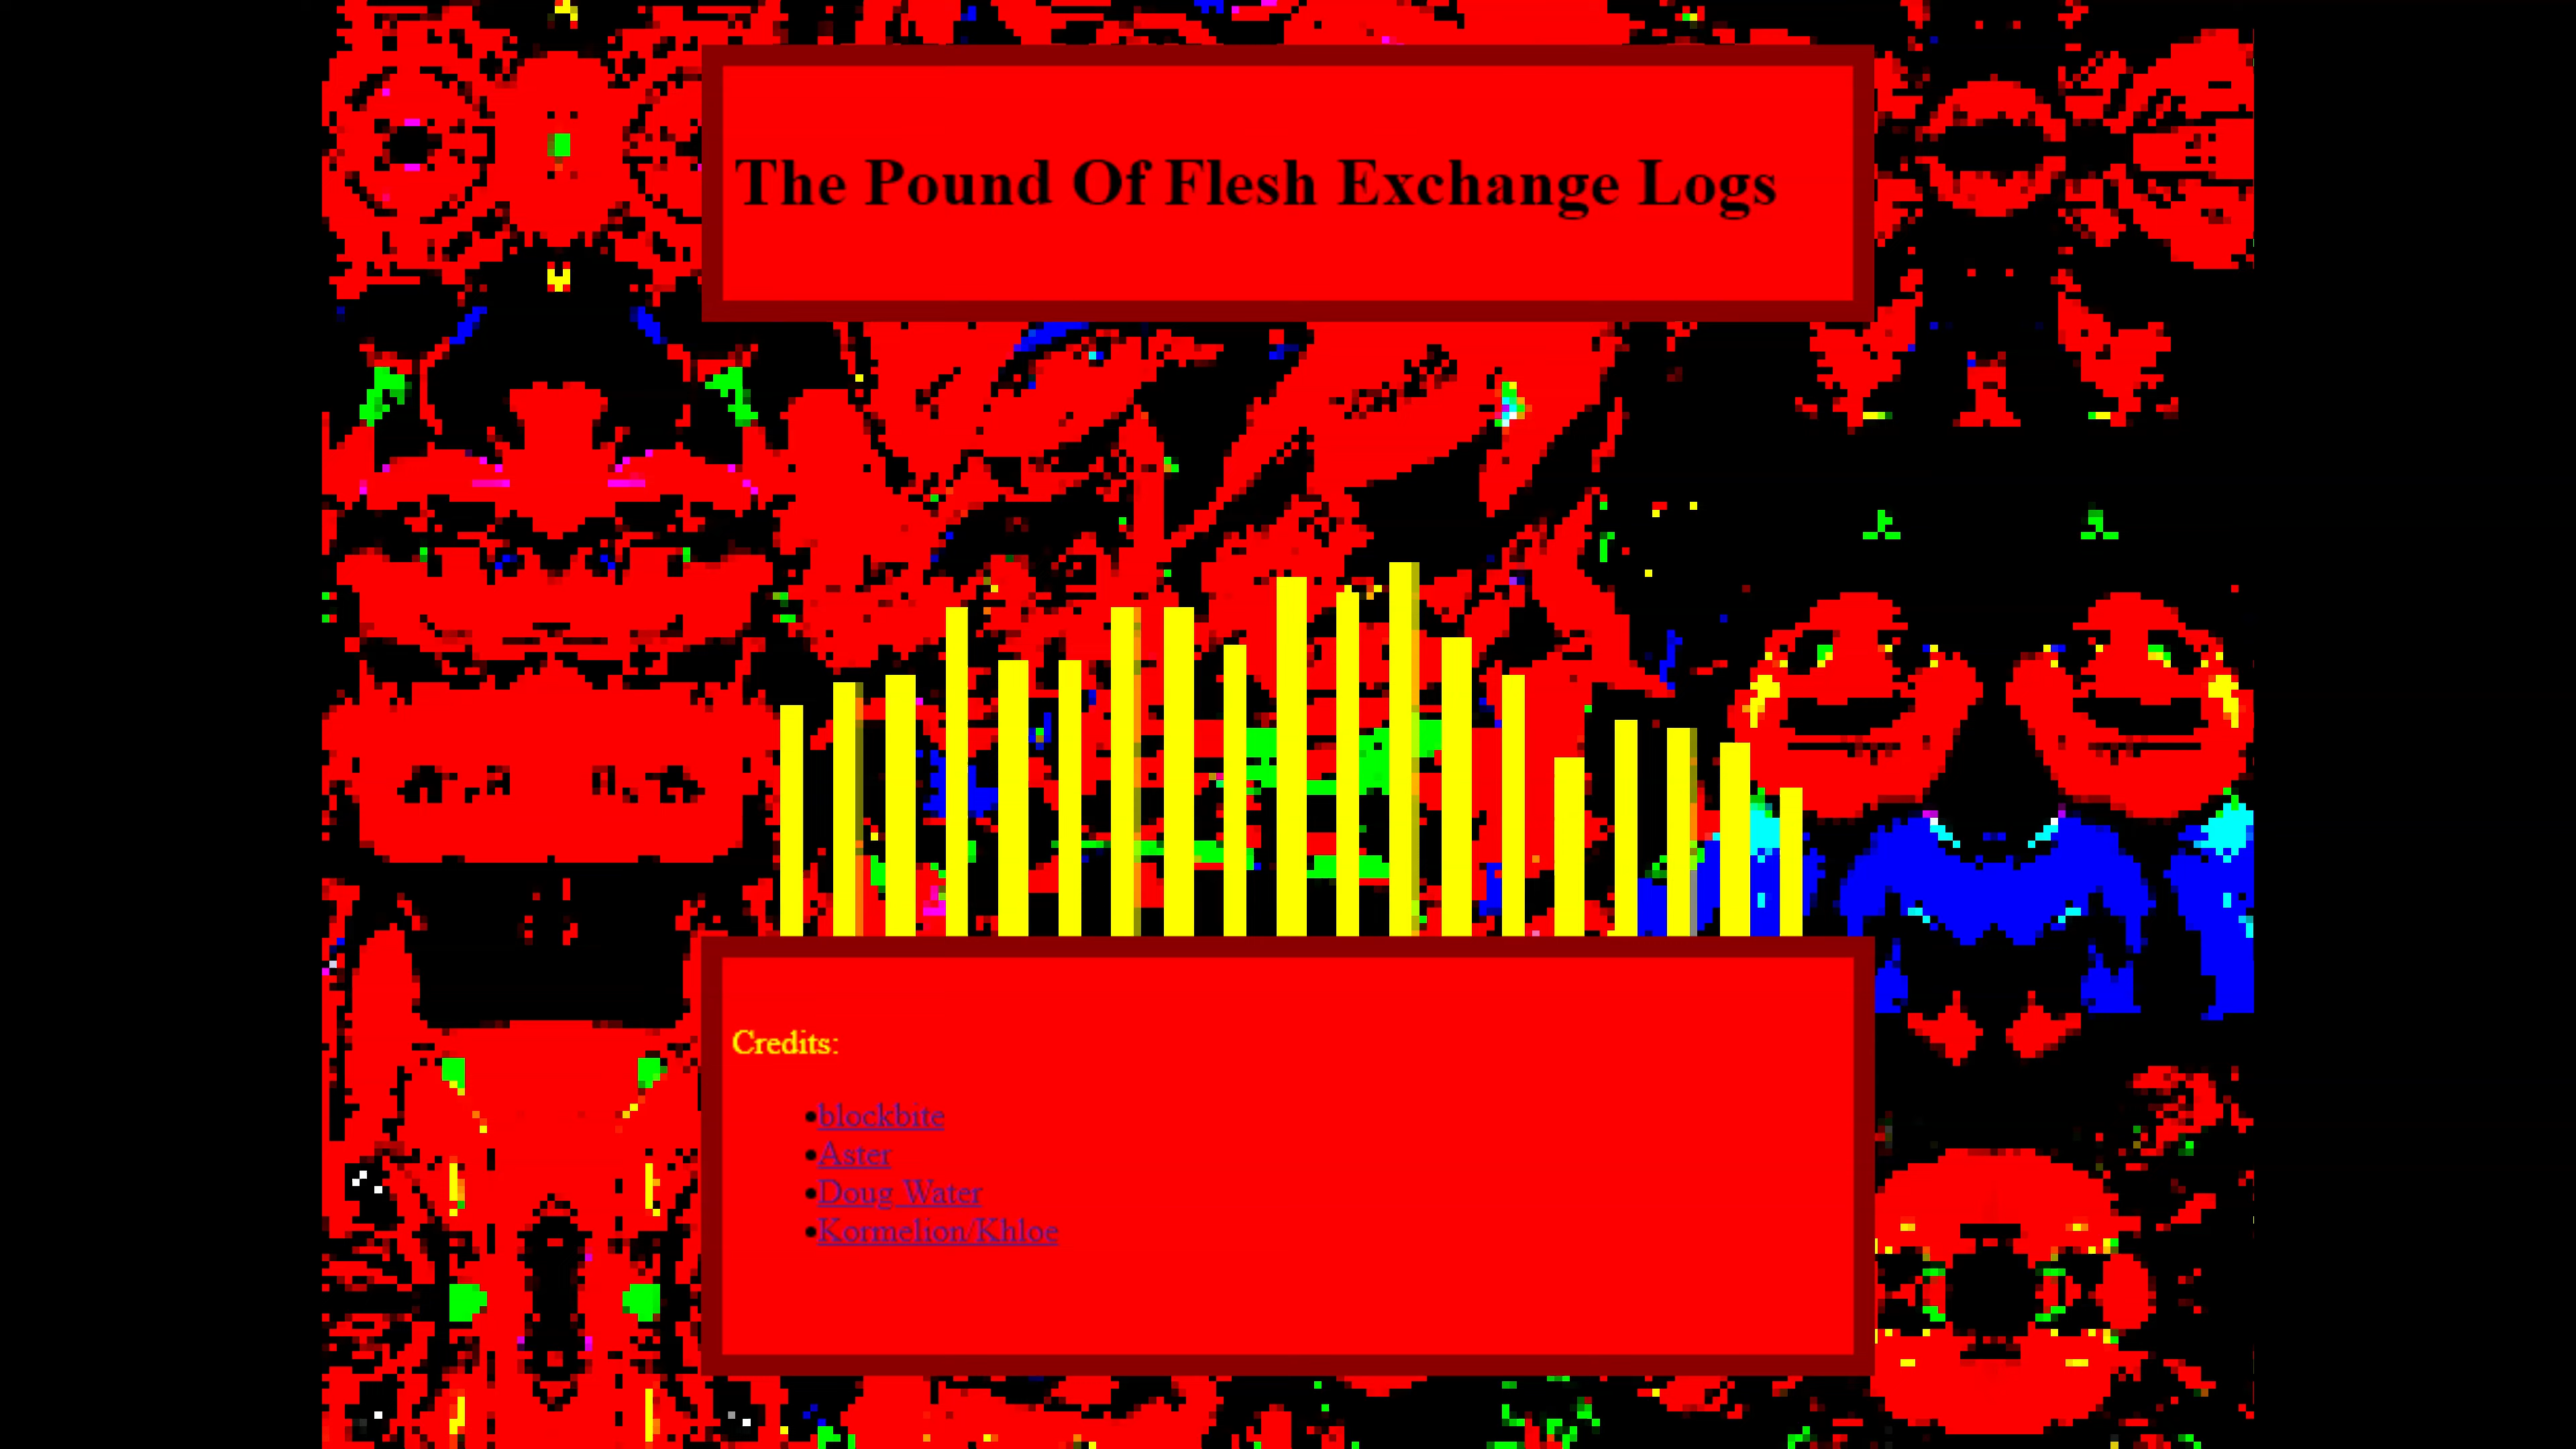 The Pound Of Flesh Exchange Logs
Credits:
•blockbite
•Aster
•Doug Water
•Kormelion/Khloe